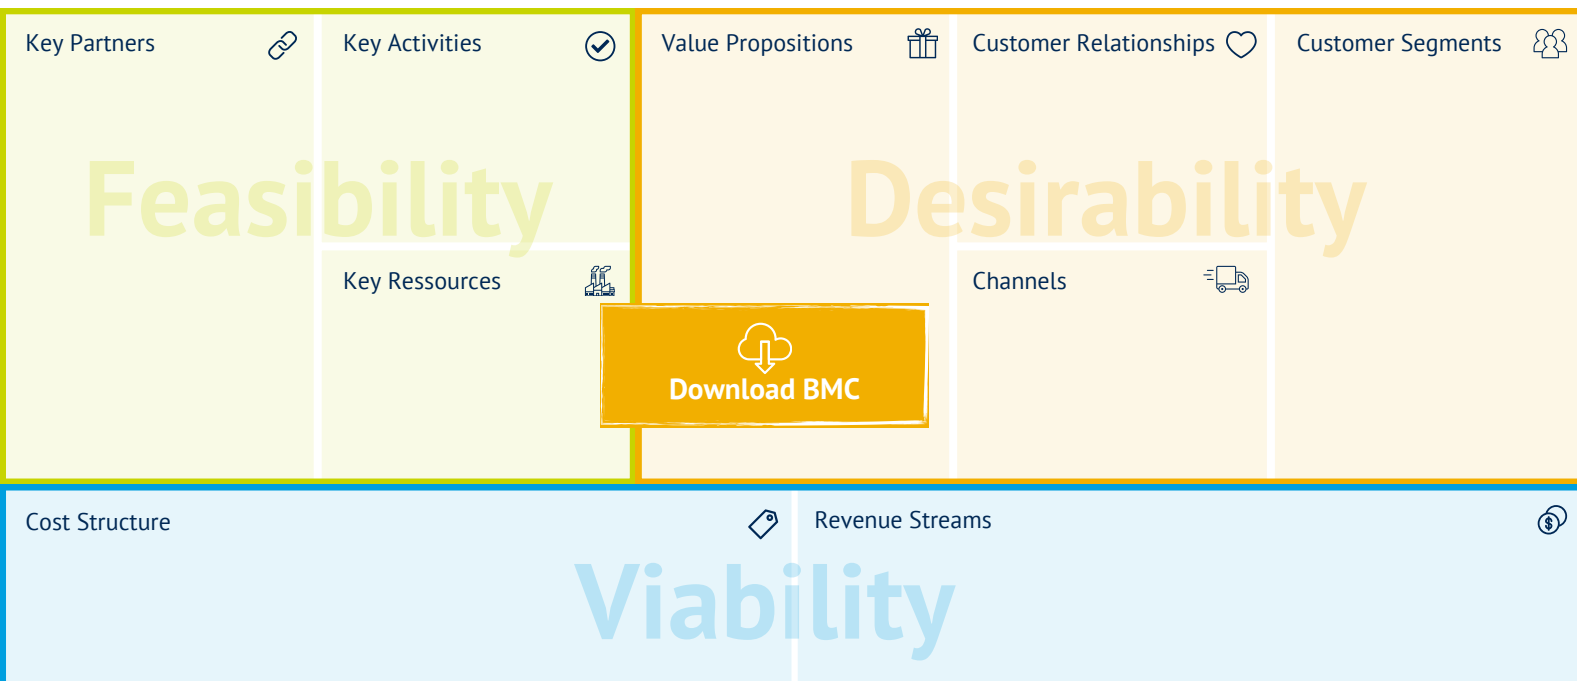 Key Partners
Key Activities
Value Propositions
Customer Relationships
Customer Segments
Feasibility
Desirability
Key Ressources
Channels
Download BMC
Cost Structure
Revenue Streams
Viability